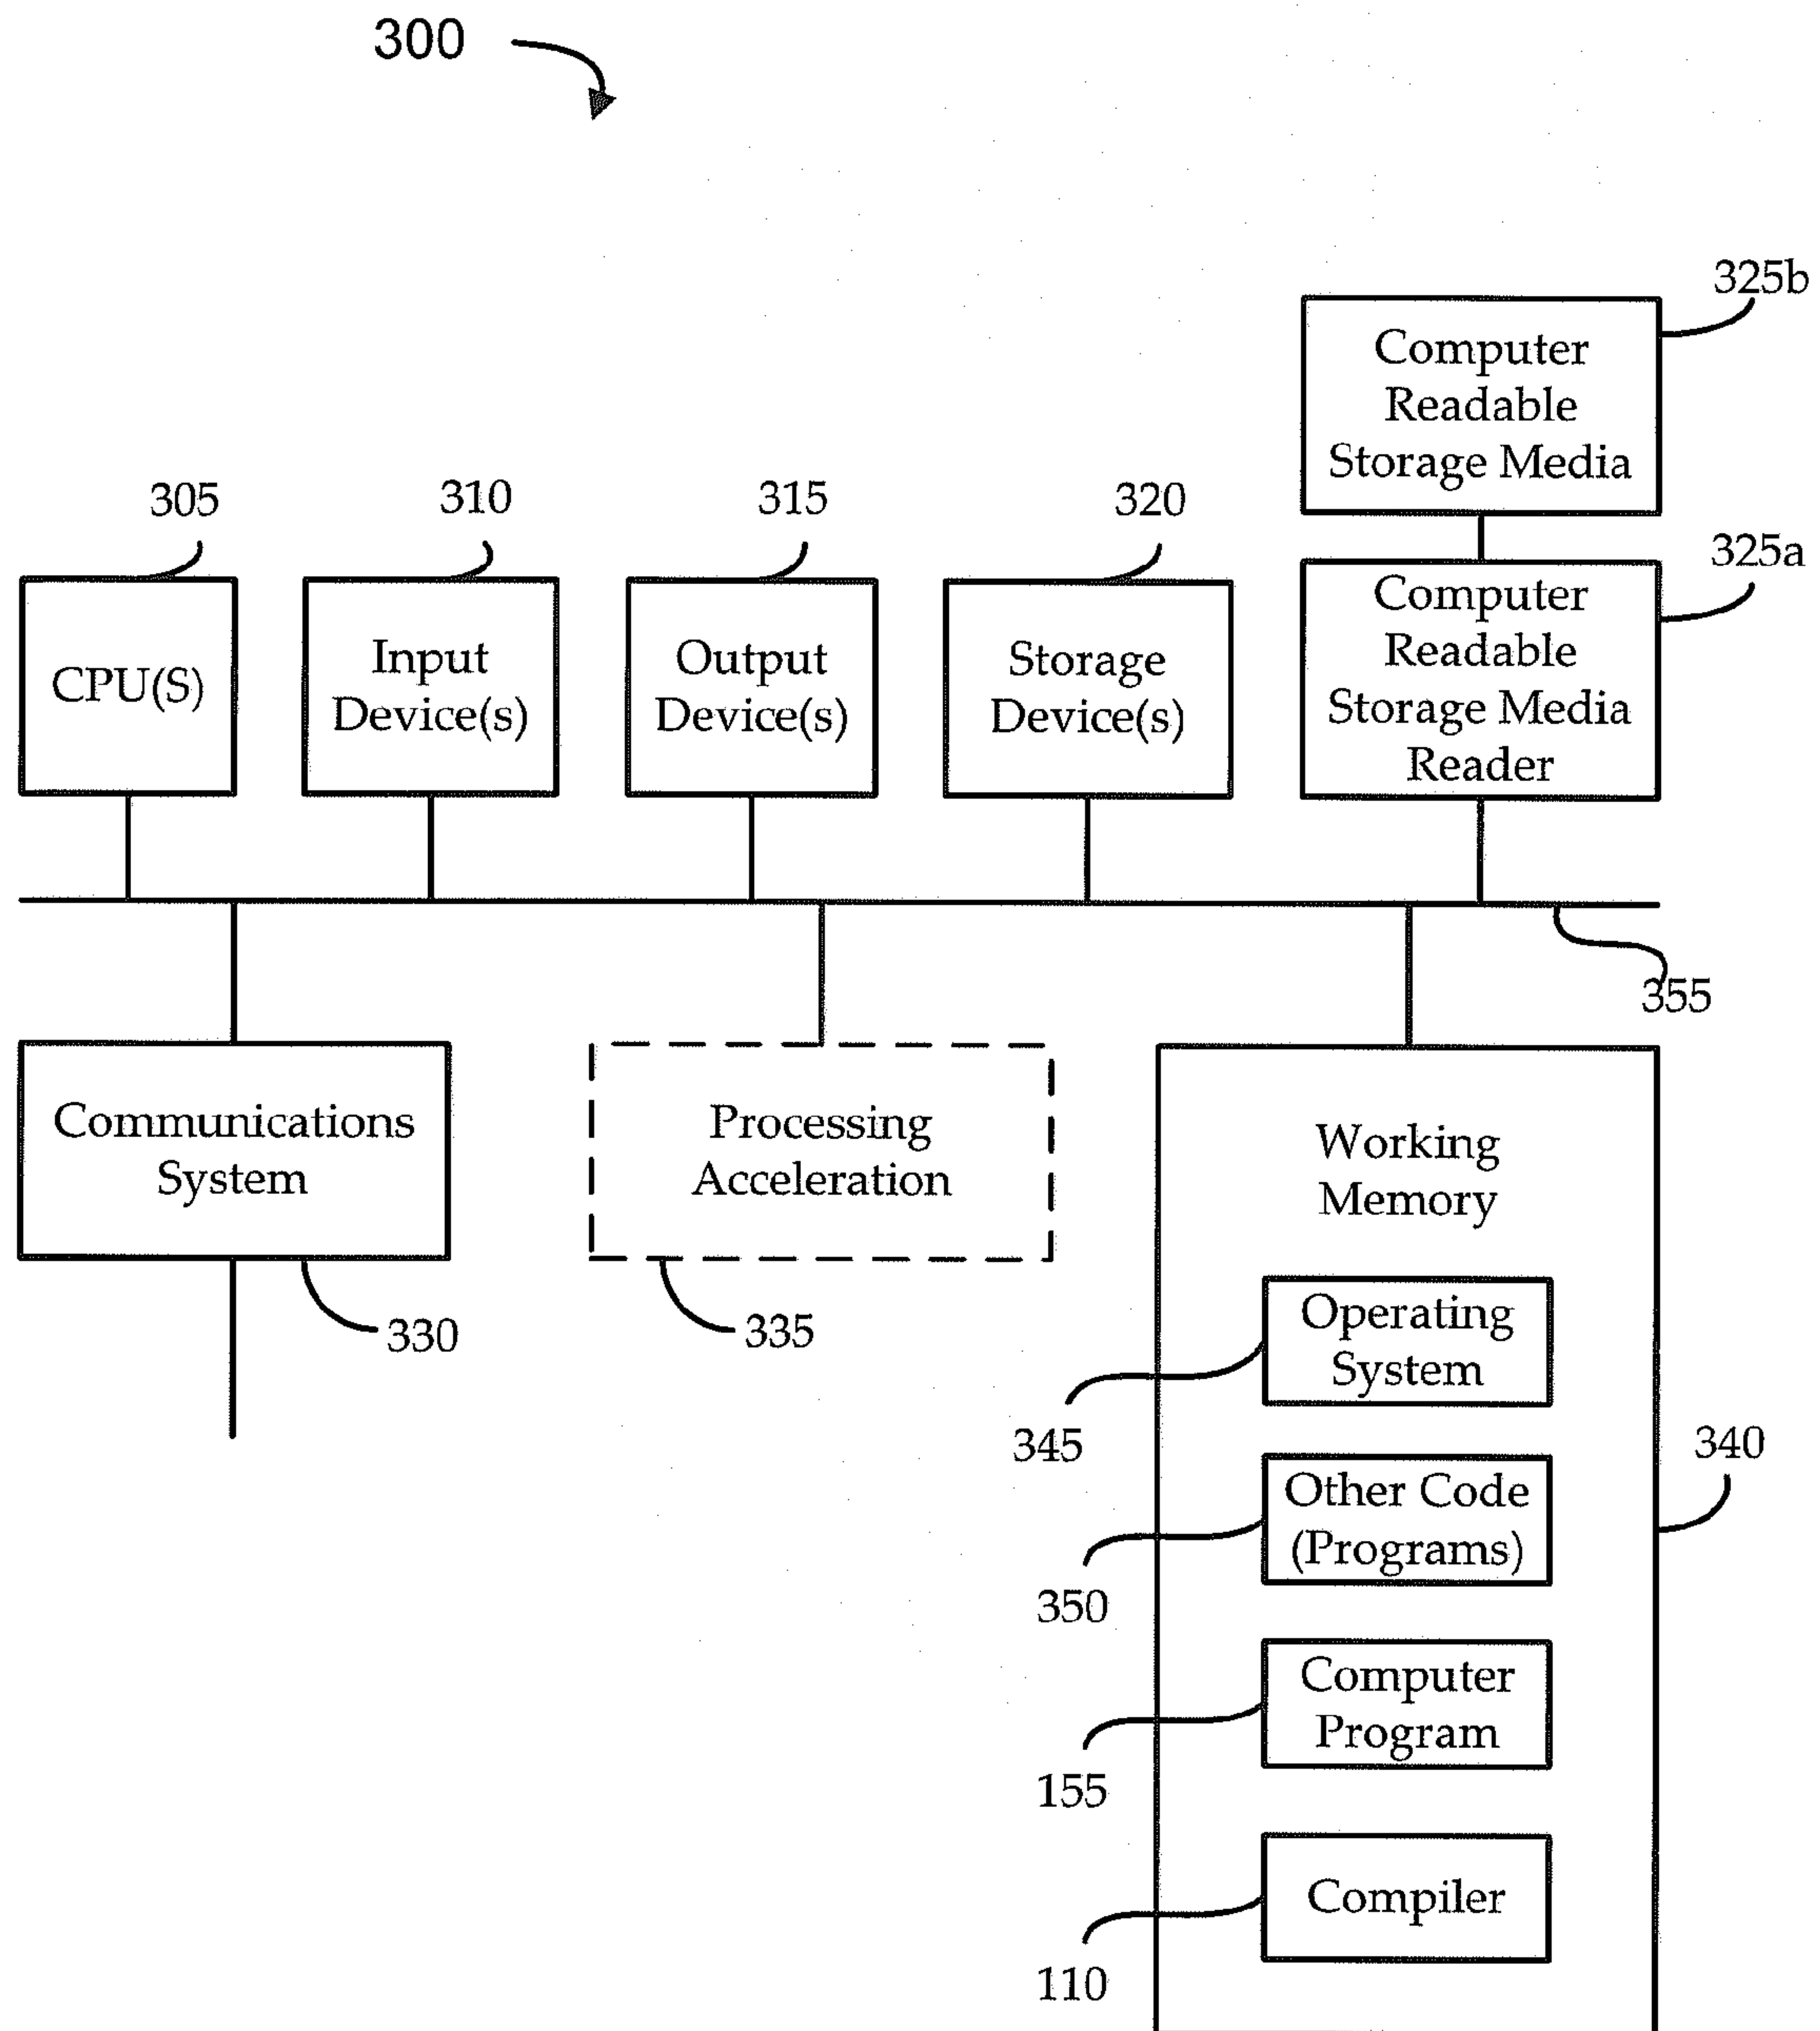 300
325b
Computer
Readable
Storage Media
305
310
315
320
325a
CPU(S)
Input
Device(s)
Output
Device(s)
Storage
Device(s)
Computer
Readable
Storage Media
Reader
355
Communications
System
330
Processing
Acceleration
335
Working
Memory
Operating
System
345
340
Other Code
(Programs)
350
Computer
Program
155
Compiler
110